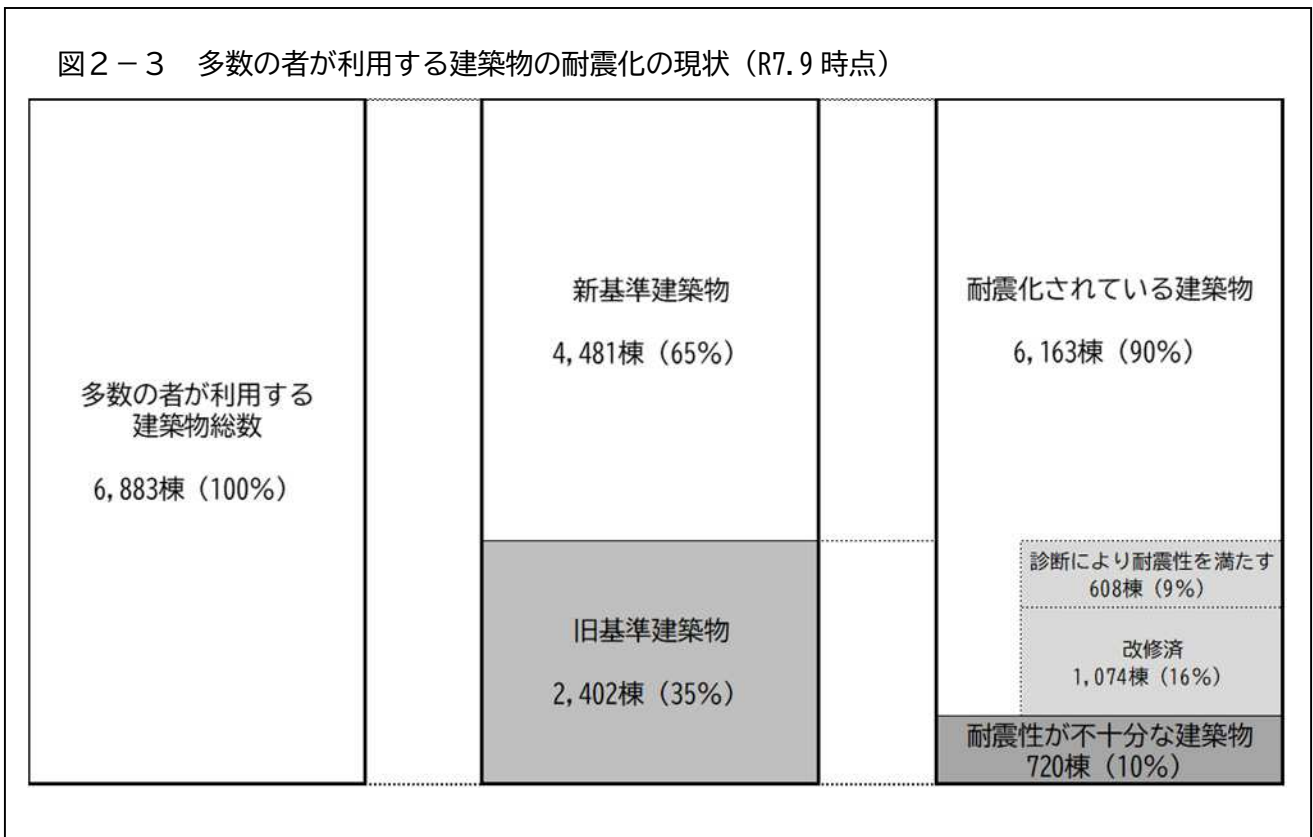 図2－3 多数の者が利用する建築物の耐震化の現状（R7.9時点）
多数の者が利用する
建築物総数
6,883棟（100%）
新基準建築物
4,481棟（65%）
旧基準建築物
2,402棟（35%）
耐震化されている建築物
6,163棟（90%）
診断により耐震性を満たす
608棟（9%）
改修済
1,074棟（16%）
耐震性が不十分な建築物
720棟（10%）